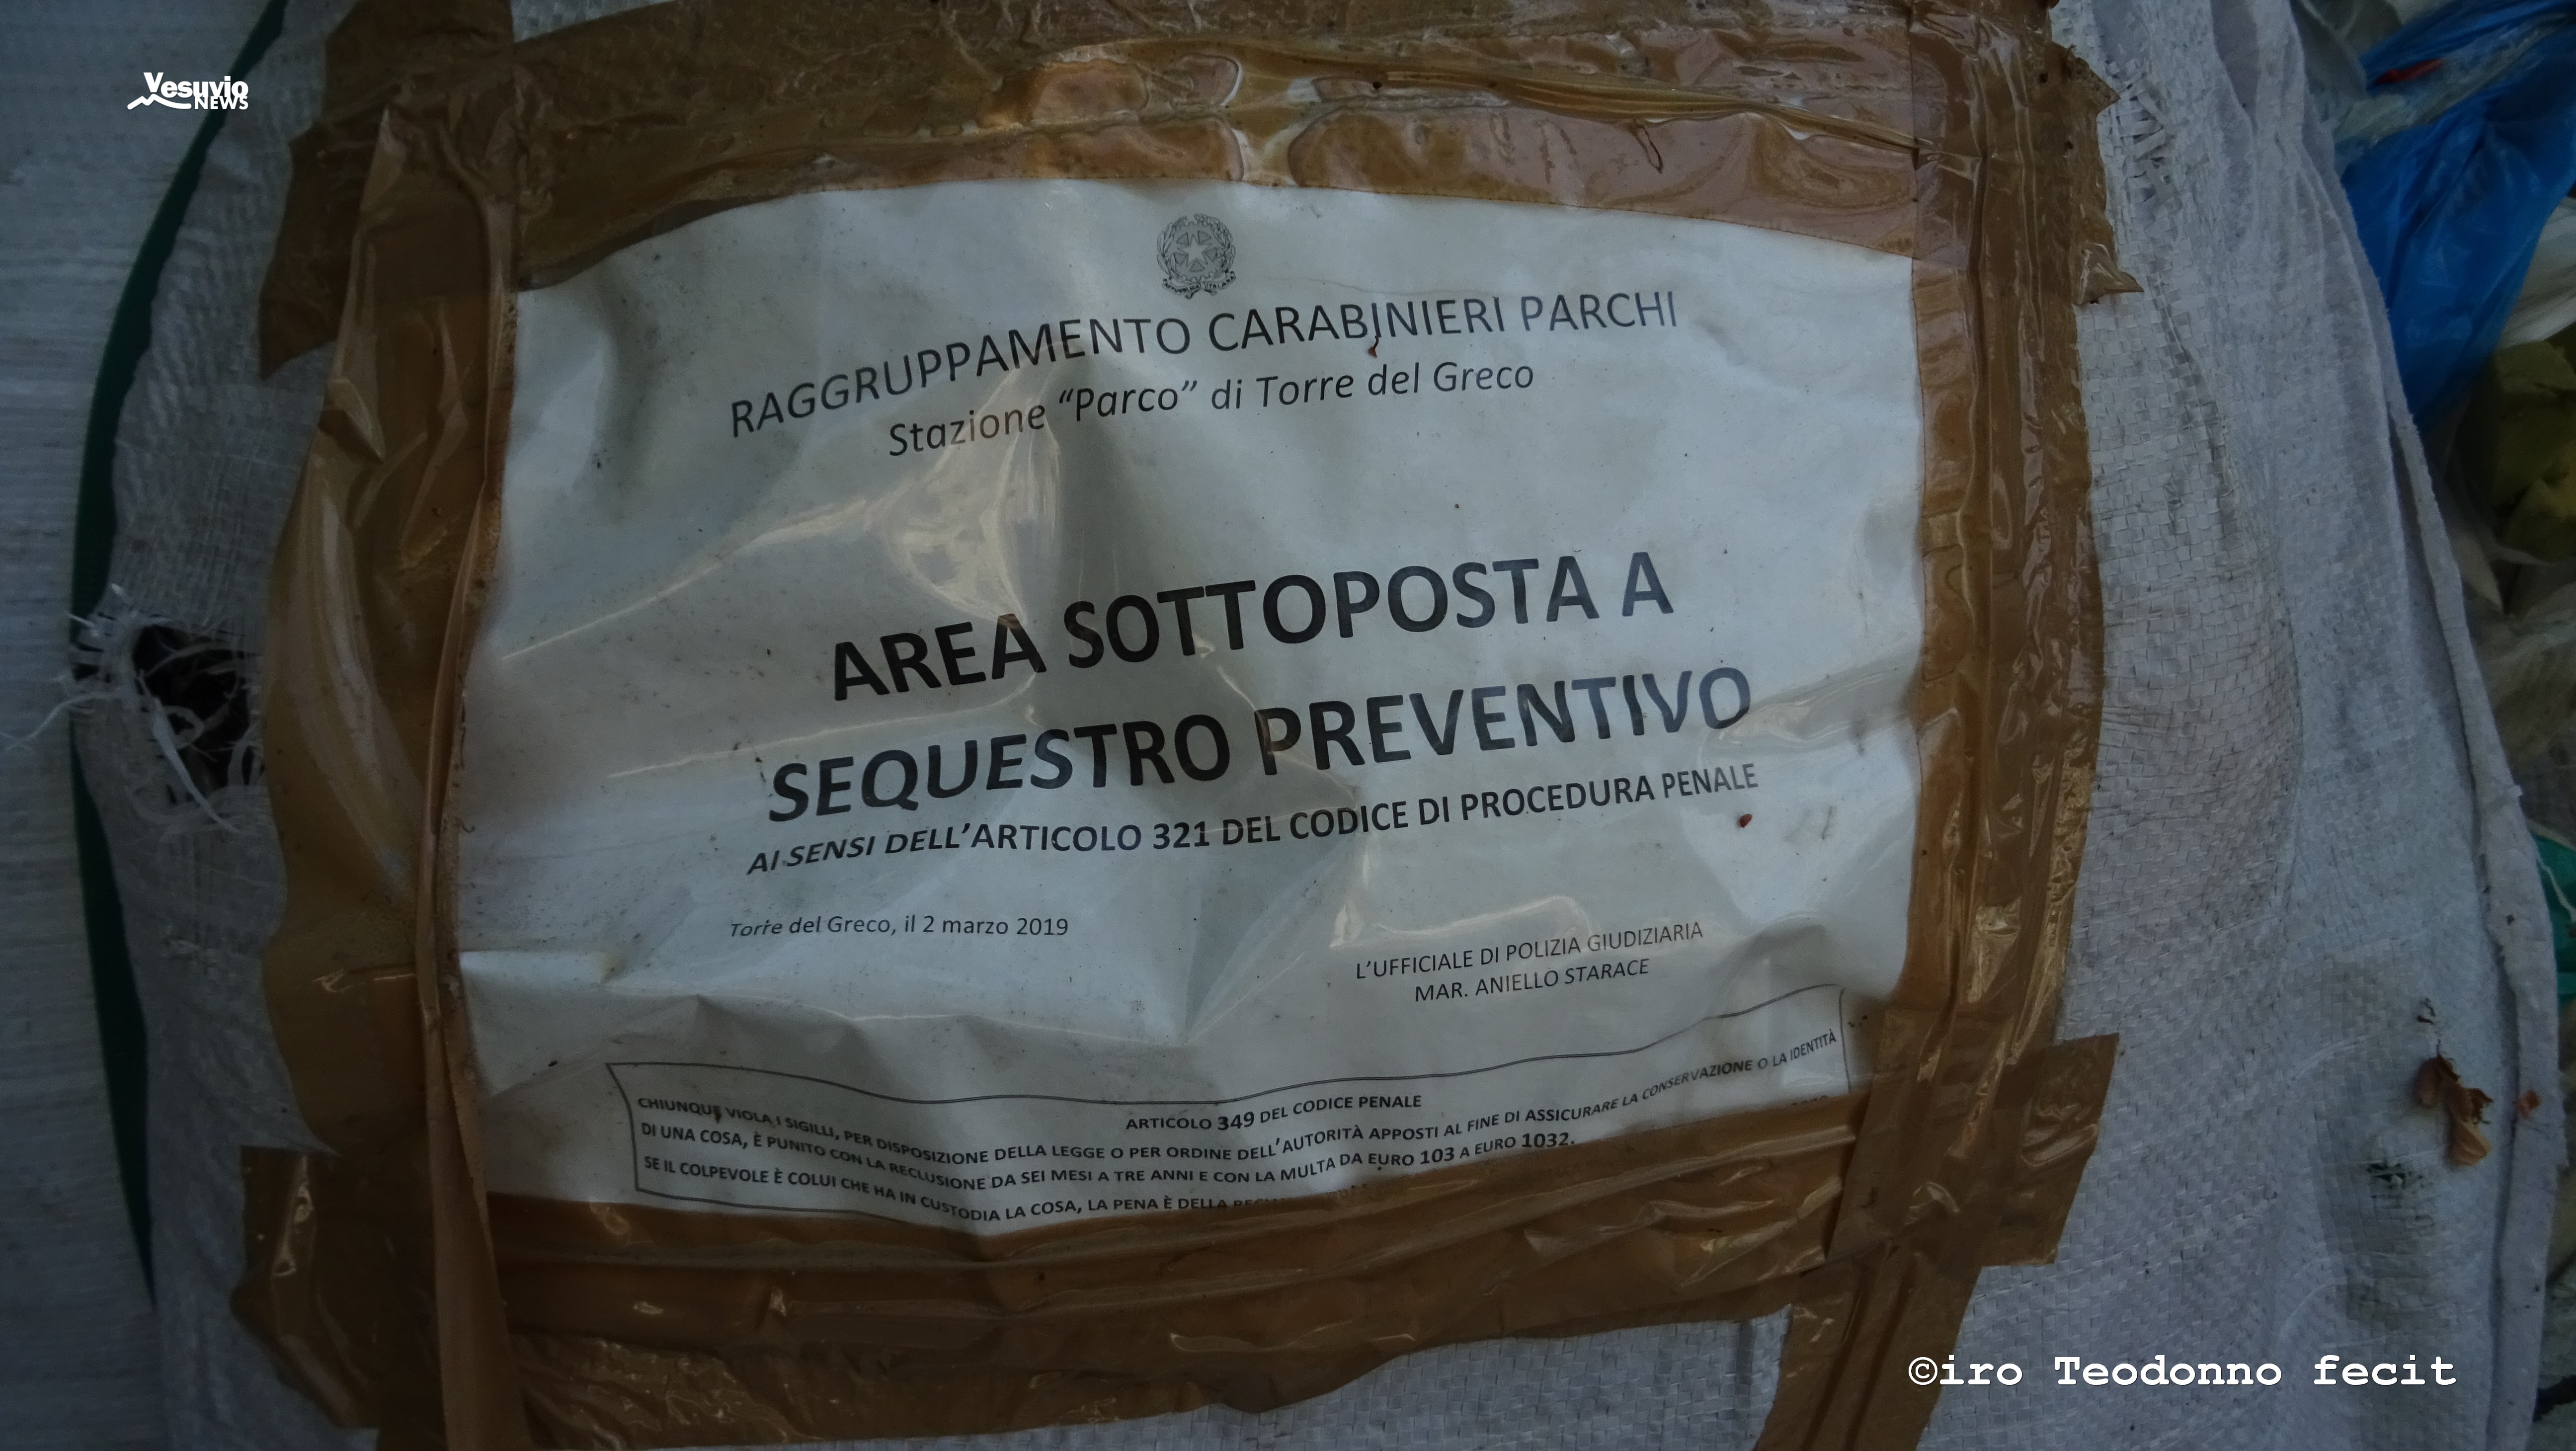 Vesuvio
NEWS
RAGGRUPPAMENTO CARABINIERI PARCHI
Stazione “Parco” di Torre del Greco
AREA SOTTOPOSTA A
SEQUESTRO PREVENTIVO
AI SENSI DELL’ARTICOLO 321 DEL CODICE DI PROCEDURA PENALE
Torre del Greco, il 2 marzo 2019
L’UFFICIALE DI POLIZIA GIUDIZIARIA
MAR. ANIELLO STARACE
ARTICOLO 349 DEL CODICE PENALE
CHIUNQUE VIOLA I SIGILLI, PER DISPOSIZIONE DELLA LEGGE O PER ORDINE DELL’AUTORITÀ APPOSTI AL FINE DI ASSICURARE LA CONSERVAZIONE O LA IDENTITÀ
DI UNA COSA, È PUNITO CON LA RECLUSIONE DA SEI MESI A TRE ANNI E CON LA MULTA DA EURO 103 A EURO 1032.
SE IL COLPEVOLE È COLUI CHE HA IN CUSTODIA LA COSA, LA PENA È DELLA
©iro Teodonno fecit